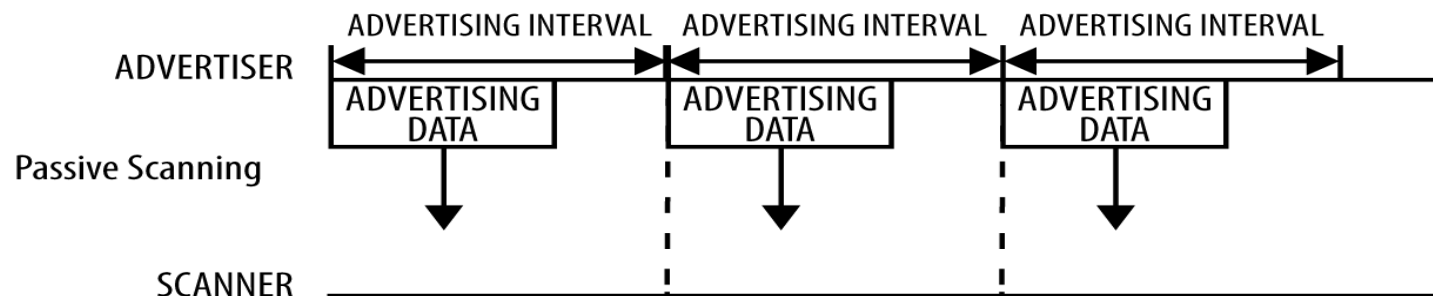 ADVERTISING INTERVAL ADVERTISING INTERVAL ADVERTISING INTERVAL
ADVERTISER
ADVERTISING DATA
ADVERTISING DATA
ADVERTISING DATA
Passive Scanning
SCANNER